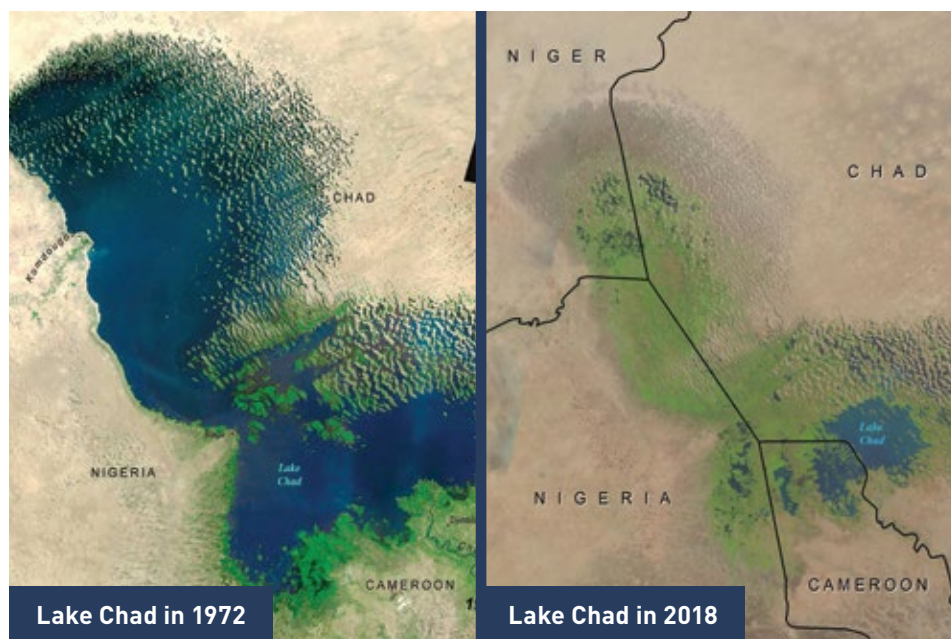 CHAD
Komdougo
Lake
Chad
NIGERIA
CAMEROON
Lake Chad in 1972
NIGER
CHAD
Lake
Chad
NIGERIA
CAMEROON
Lake Chad in 2018